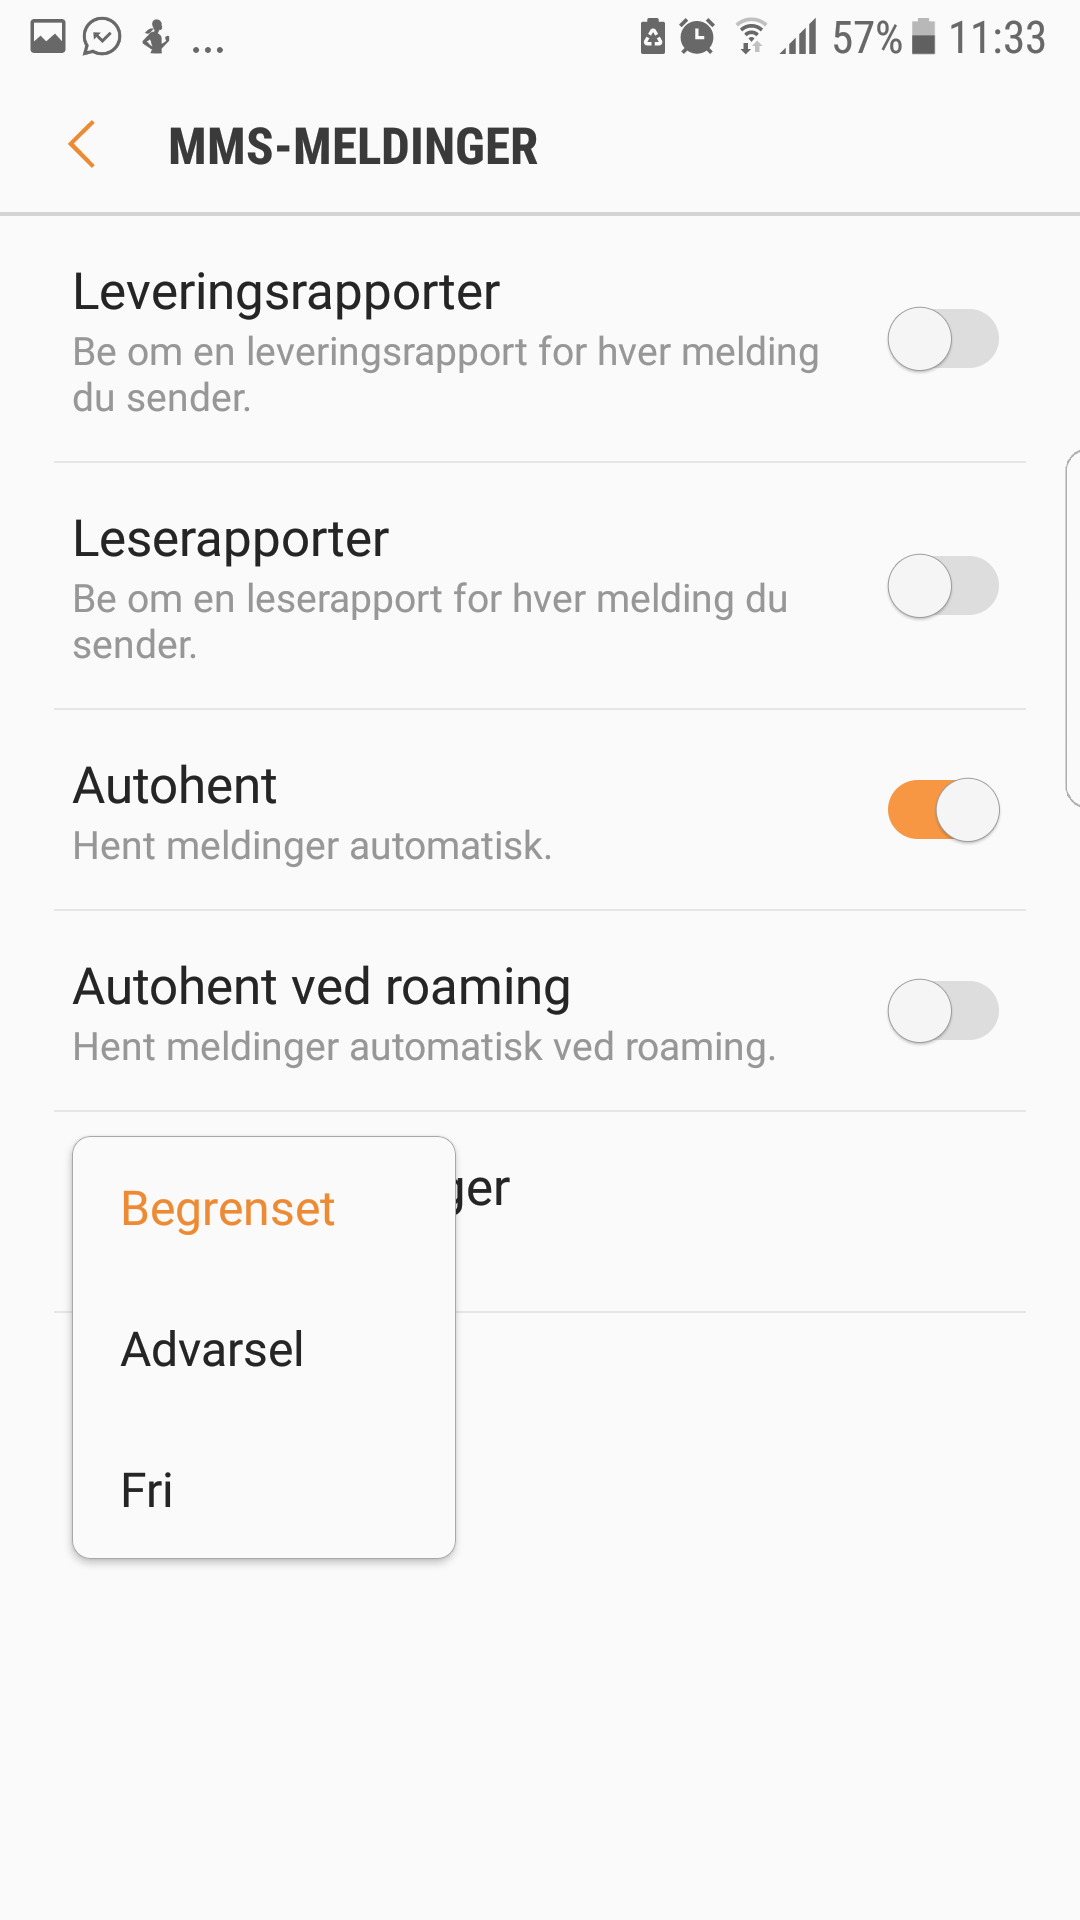 57% 11:33
MMS-MELDINGER
Leveringsrapporter
Be om en leveringsrapport for hver melding
du sender.
Leserapporter
Be om en leserapport for hver melding du
sender.
Autohent
Hent meldinger automatisk.
Autohent ved roaming
Hent meldinger automatisk ved roaming.
Begrenset
Advarsel
Fri